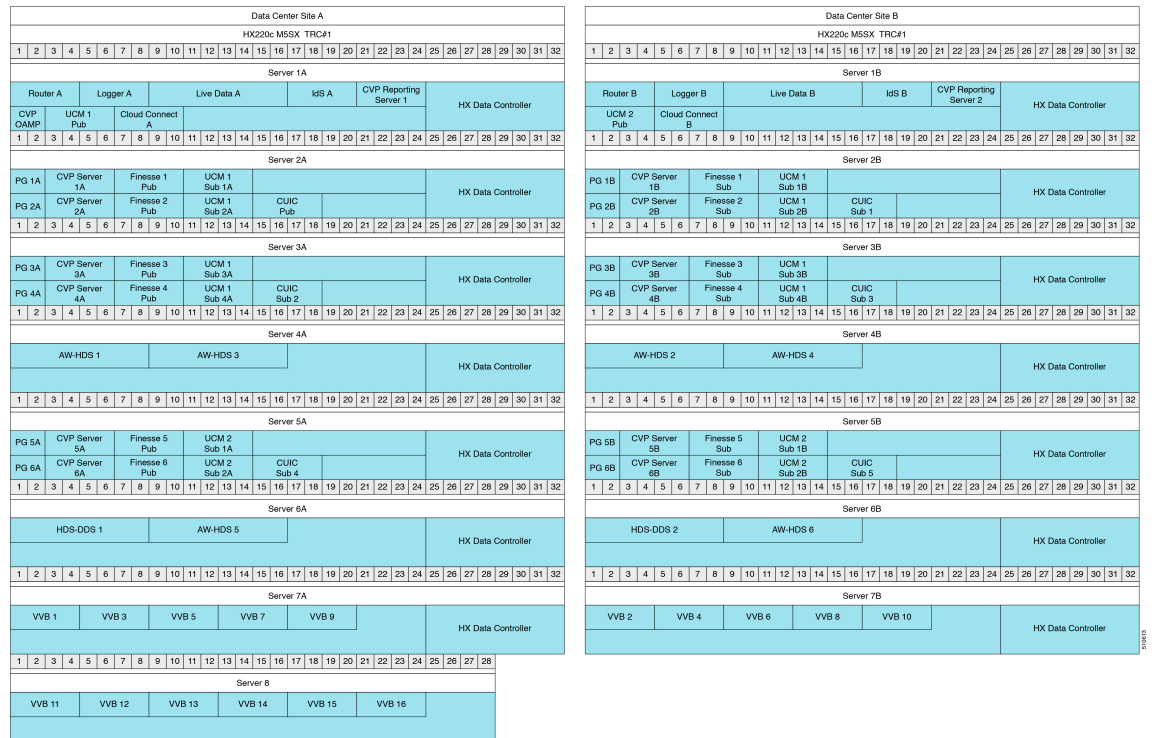 Data Center Site A
HX220c M5SX TRC#1
1 2 3 4 5 6 7 8 9 10 11 12 13 14 15 16 17 18 19 20 21 22 23 24 25 26 27 28 29 30 31 32
Server 1A
Router A Logger A Live Data A IdS A CVP Reporting
Server 1
HX Data Controller
CVP
OAMP
UCM 1
Pub
Cloud Connect
A
1 2 3 4 5 6 7 8 9 10 11 12 13 14 15 16 17 18 19 20 21 22 23 24 25 26 27 28 29 30 31 32
Server 2A
PG 1A
CVP Server
1A
Finesse 1
Pub
UCM 1
Sub 1A
HX Data Controller
PG 2A
CVP Server
2A
Finesse 2
Pub
UCM 1
Sub 2A
CUIC
Pub
1 2 3 4 5 6 7 8 9 10 11 12 13 14 15 16 17 18 19 20 21 22 23 24 25 26 27 28 29 30 31 32
Server 3A
PG 3A
CVP Server
3A
Finesse 3
Pub
UCM 1
Sub 3A
HX Data Controller
PG 4A
CVP Server
4A
Finesse 4
Pub
UCM 1
Sub 4A
CUIC
Sub 2
1 2 3 4 5 6 7 8 9 10 11 12 13 14 15 16 17 18 19 20 21 22 23 24 25 26 27 28 29 30 31 32
Server 4A
AW-HDS 1 AW-HDS 3
HX Data Controller
1 2 3 4 5 6 7 8 9 10 11 12 13 14 15 16 17 18 19 20 21 22 23 24 25 26 27 28 29 30 31 32
Server 5A
PG 5A
CVP Server
5A
Finesse 5
Pub
UCM 2
Sub 1A
HX Data Controller
PG 6A
CVP Server
6A
Finesse 6
Pub
UCM 2
Sub 2A
CUIC
Sub 4
1 2 3 4 5 6 7 8 9 10 11 12 13 14 15 16 17 18 19 20 21 22 23 24 25 26 27 28 29 30 31 32
Server 6A
HDS-DDS 1 AW-HDS 5
HX Data Controller
1 2 3 4 5 6 7 8 9 10 11 12 13 14 15 16 17 18 19 20 21 22 23 24 25 26 27 28 29 30 31 32
Server 7A
VVB 1 VVB 3 VVB 5 VVB 7 VVB 9
HX Data Controller
1 2 3 4 5 6 7 8 9 10 11 12 13 14 15 16 17 18 19 20 21 22 23 24 25 26 27 28
Server 8
VVB 11 VVB 12 VVB 13 VVB 14 VVB 15 VVB 16
Data Center Site B
HX220c M5SX TRC#1
1 2 3 4 5 6 7 8 9 10 11 12 13 14 15 16 17 18 19 20 21 22 23 24 25 26 27 28 29 30 31 32
Server 1B
Router B Logger B Live Data B IdS B CVP Reporting
Server 2
HX Data Controller
UCM 2
Pub
Cloud Connect
B
1 2 3 4 5 6 7 8 9 10 11 12 13 14 15 16 17 18 19 20 21 22 23 24 25 26 27 28 29 30 31 32
Server 2B
PG 1B
CVP Server
1B
Finesse 1
Sub
UCM 1
Sub 1B
HX Data Controller
PG 2B
CVP Server
2B
Finesse 2
Sub
UCM 1
Sub 2B
CUIC
Sub 1
1 2 3 4 5 6 7 8 9 10 11 12 13 14 15 16 17 18 19 20 21 22 23 24 25 26 27 28 29 30 31 32
Server 3B
PG 3B
CVP Server
3B
Finesse 3
Sub
UCM 1
Sub 3B
HX Data Controller
PG 4B
CVP Server
4B
Finesse 4
Sub
UCM 1
Sub 4B
CUIC
Sub 3
1 2 3 4 5 6 7 8 9 10 11 12 13 14 15 16 17 18 19 20 21 22 23 24 25 26 27 28 29 30 31 32
Server 4B
AW-HDS 2 AW-HDS 4
HX Data Controller
1 2 3 4 5 6 7 8 9 10 11 12 13 14 15 16 17 18 19 20 21 22 23 24 25 26 27 28 29 30 31 32
Server 5B
PG 5B
CVP Server
5B
Finesse 5
Sub
UCM 2
Sub 1B
HX Data Controller
PG 6B
CVP Server
6B
Finesse 6
Sub
UCM 2
Sub 2B
CUIC
Sub 5
1 2 3 4 5 6 7 8 9 10 11 12 13 14 15 16 17 18 19 20 21 22 23 24 25 26 27 28 29 30 31 32
Server 6B
HDS-DDS 2 AW-HDS 6
HX Data Controller
1 2 3 4 5 6 7 8 9 10 11 12 13 14 15 16 17 18 19 20 21 22 23 24 25 26 27 28 29 30 31 32
Server 7B
VVB 2 VVB 4 VVB 6 VVB 8 VVB 10
HX Data Controller
510613